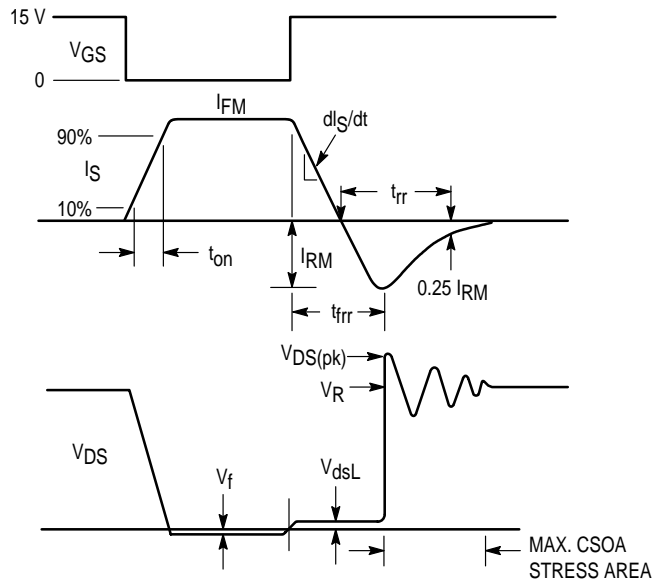 15 V
VGS
0
IFM
90%
dIS/dt
IS
trr
10%
ton
IRM
0.25 IRM
tfrr
VDS(pk)
VR
VDS
Vf
VdsL
MAX. CSOA
STRESS AREA